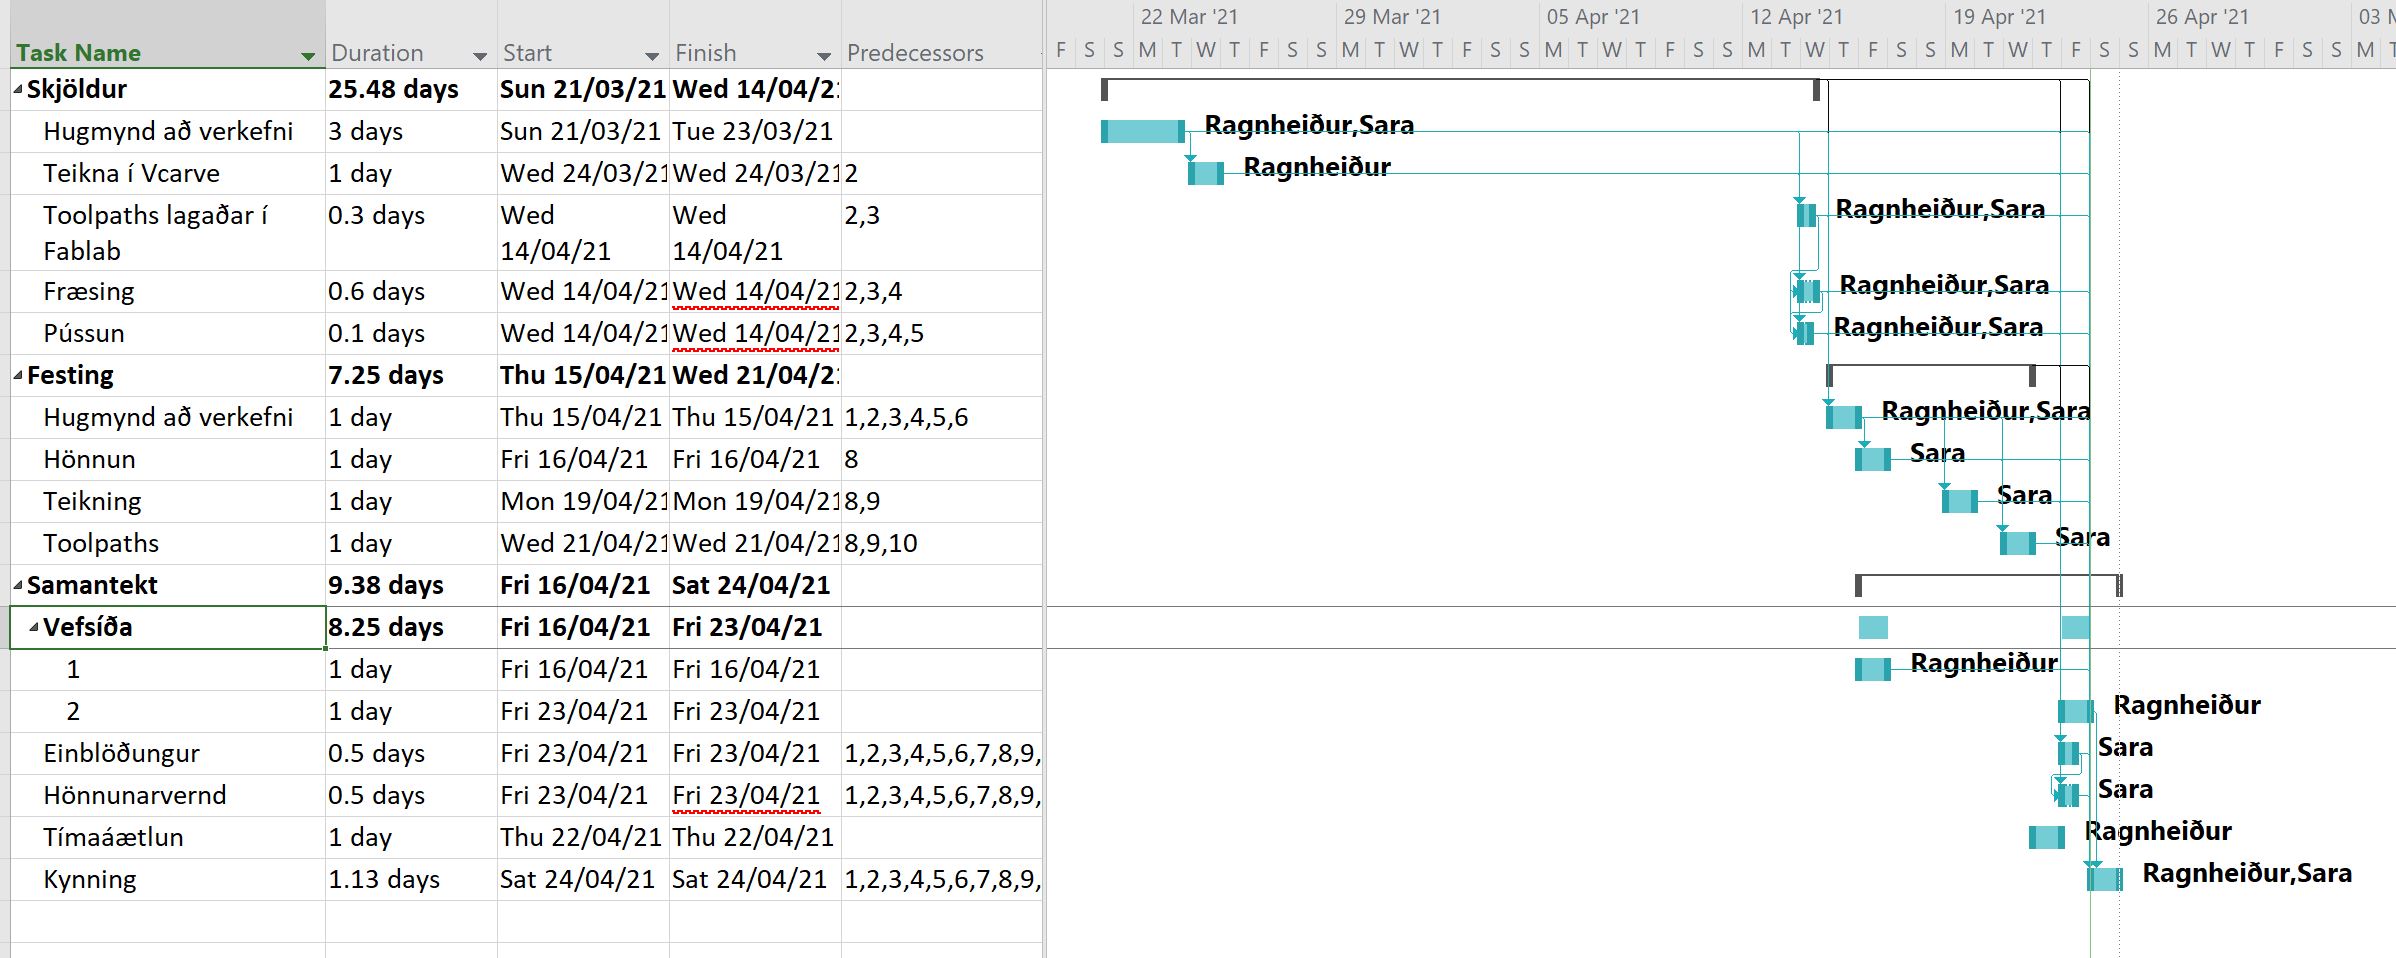 22 Mar '21 29 Mar '21 05 Apr '21 12 Apr '21 19 Apr '21 26 Apr '21 03
Task Name Duration Start Finish Predecessors F S S M T W T F S S M T W T F S S M T W T F S S M T W T F S S M T W T F S S M T W T F S S M
Skjöldur 25.48 days Sun 21/03/21 Wed 14/04/2
Hugmynd að verkefni 3 days Sun 21/03/21 Tue 23/03/21 Ragnheiður,Sara
Teikna í Vcarve 1 day Wed 24/03/21 Wed 24/03/21 2 Ragnheiður
Toolpaths lagaðar í 0.3 days Wed Wed 2,3 Ragnheiður,Sara
Fablab 14/04/21 14/04/21
Fræsing 0.6 days Wed 14/04/21 Wed 14/04/21 2,3,4 Ragnheiður,Sara
Pússun 0.1 days Wed 14/04/21 Wed 14/04/21 2,3,4,5 Ragnheiður,Sara
Festing 7.25 days Thu 15/04/21 Wed 21/04/2
Hugmynd að verkefni 1 day Thu 15/04/21 Thu 15/04/21 1,2,3,4,5,6 Ragnheiður,Sara
Hönnun 1 day Fri 16/04/21 Fri 16/04/21 8 Sara
Teikning 1 day Mon 19/04/21 Mon 19/04/21 8,9 Sara
Toolpaths 1 day Wed 21/04/21 Wed 21/04/21 8,9,10 Sara
Samantekt 9.38 days Fri 16/04/21 Sat 24/04/21
Vefsíða 8.25 days Fri 16/04/21 Fri 23/04/21
1 1 day Fri 16/04/21 Fri 16/04/21 Ragnheiður
2 1 day Fri 23/04/21 Fri 23/04/21 Ragnheiður
Einblöðungur 0.5 days Fri 23/04/21 Fri 23/04/21 1,2,3,4,5,6,7,8,9, Sara
Hönnunarvernd 0.5 days Fri 23/04/21 Fri 23/04/21 1,2,3,4,5,6,7,8,9, Sara
Tímaáætlun 1 day Thu 22/04/21 Thu 22/04/21 Ragnheiður
Kynning 1.13 days Sat 24/04/21 Sat 24/04/21 1,2,3,4,5,6,7,8,9, Ragnheiður,Sara